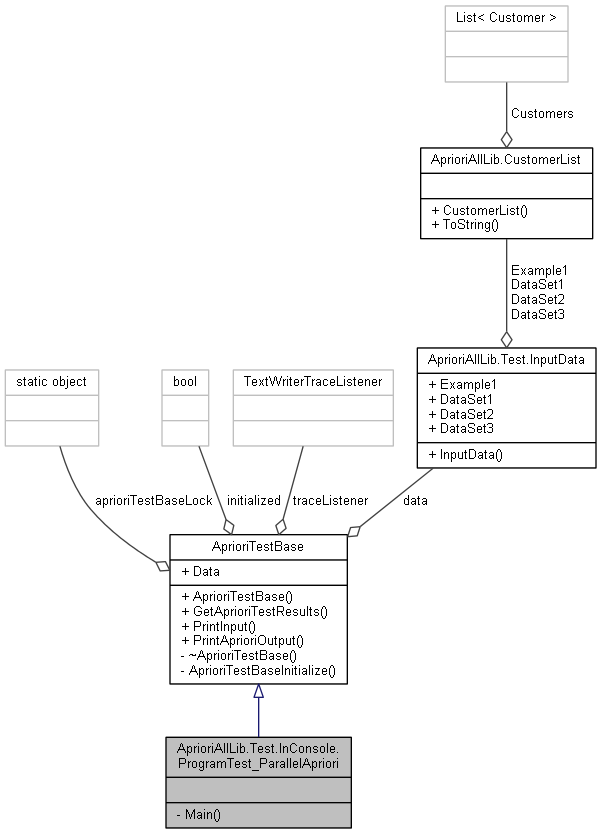 List< Customer >
Customers
AprioriAllLib.CustomerList
+ CustomerList()
+ ToString()
Example1
DataSet1
DataSet2
DataSet3
AprioriAllLib.Test.InputData
+ Example1
+ DataSet1
+ DataSet2
+ DataSet3
+ InputData()
static object
bool
TextWriterTraceListener
aprioriTestBaseLock
initialized
traceListener
data
AprioriTestBase
+ Data
+ AprioriTestBase()
+ GetAprioriTestResults()
+ PrintInput()
+ PrintAprioriOutput()
- ~AprioriTestBase()
- AprioriTestBaseInitialize()
AprioriAllLib.Test.InConsole.
ProgramTest_ParallelApriori
- Main()